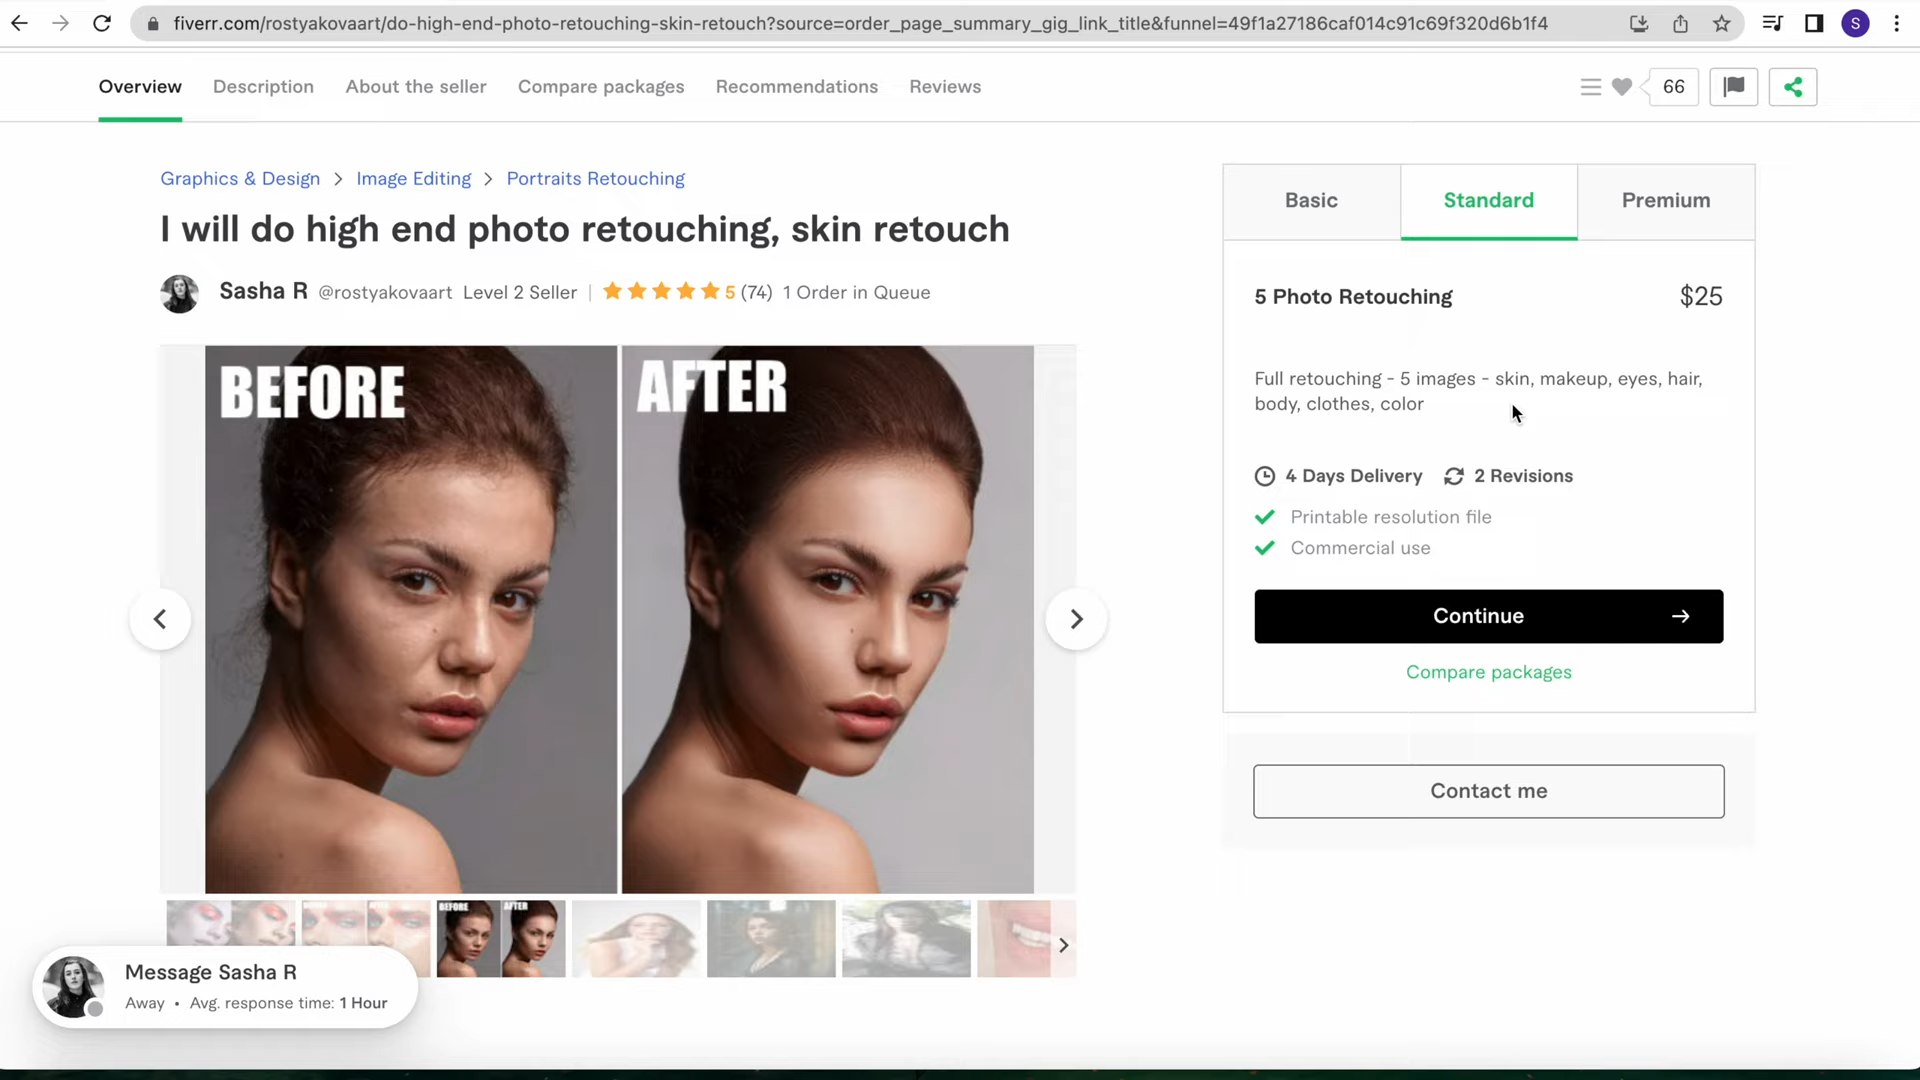 fiverr.com/rostyakovaart/do-high-end-photo-retouching-skin-retouch?source=order_page_summary_gig_link_title&funnel=49f1a27186caf014c91c69f320d6b1f4
S
Overview Description About the seller Compare packages Recommendations Reviews
66
Graphics & Design > Image Editing > Portraits Retouching
I will do high end photo retouching, skin retouch
Sasha R @rostyakovaart Level 2 Seller | 5 (74) 1 Order in Queue
BEFORE AFTER
BEFORE AFTER
Message Sasha R
Away • Avg. response time: 1 Hour
Basic Standard Premium
5 Photo Retouching $25
Full retouching - 5 images - skin, makeup, eyes, hair,
body, clothes, color
4 Days Delivery 2 Revisions
Printable resolution file
Commercial use
Continue →
Compare packages
Contact me